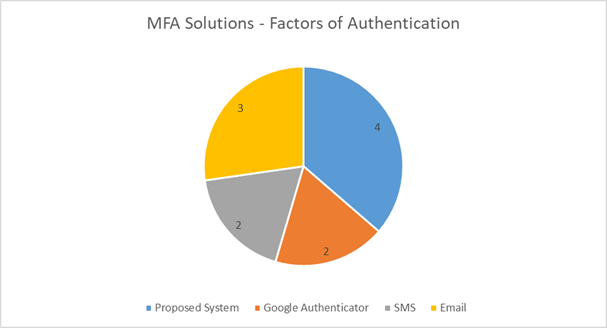 MFA Solutions - Factors of Authentication
3
4
2
2
Proposed System Google Authenticator SMS Email